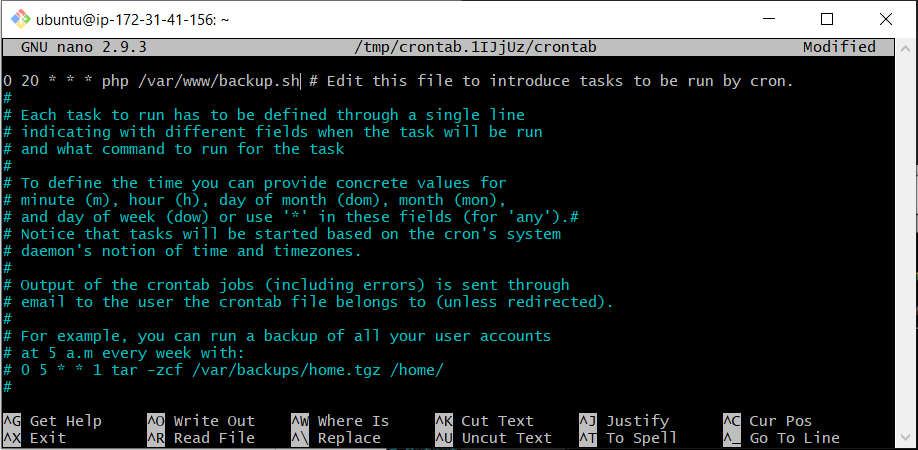 ubuntu@ip-172-31-41-156: ~
GNU nano 2.9.3 /tmp/crontab.1IJjUz/crontab Modified
0 20 * * * php /var/www/backup.sh # Edit this file to introduce tasks to be run by cron.
#
# Each task to run has to be defined through a single line
# indicating with different fields when the task will be run
# and what command to run for the task
#
# To define the time you can provide concrete values for
# minute (m), hour (h), day of month (dom), month (mon),
# and day of week (dow) or use '*' in these fields (for 'any').#
# Notice that tasks will be started based on the cron's system
# daemon's notion of time and timezones.
#
# Output of the crontab jobs (including errors) is sent through
# email to the user the crontab file belongs to (unless redirected).
#
# For example, you can run a backup of all your user accounts
# at 5 a.m every week with:
# 0 5 * * 1 tar -zcf /var/backups/home.tgz /home/
#
^G Get Help ^O Write Out ^W Where Is ^K Cut Text ^J Justify ^C Cur Pos
^X Exit ^R Read File ^\ Replace ^U Uncut Text ^T To Spell ^_ Go To Line